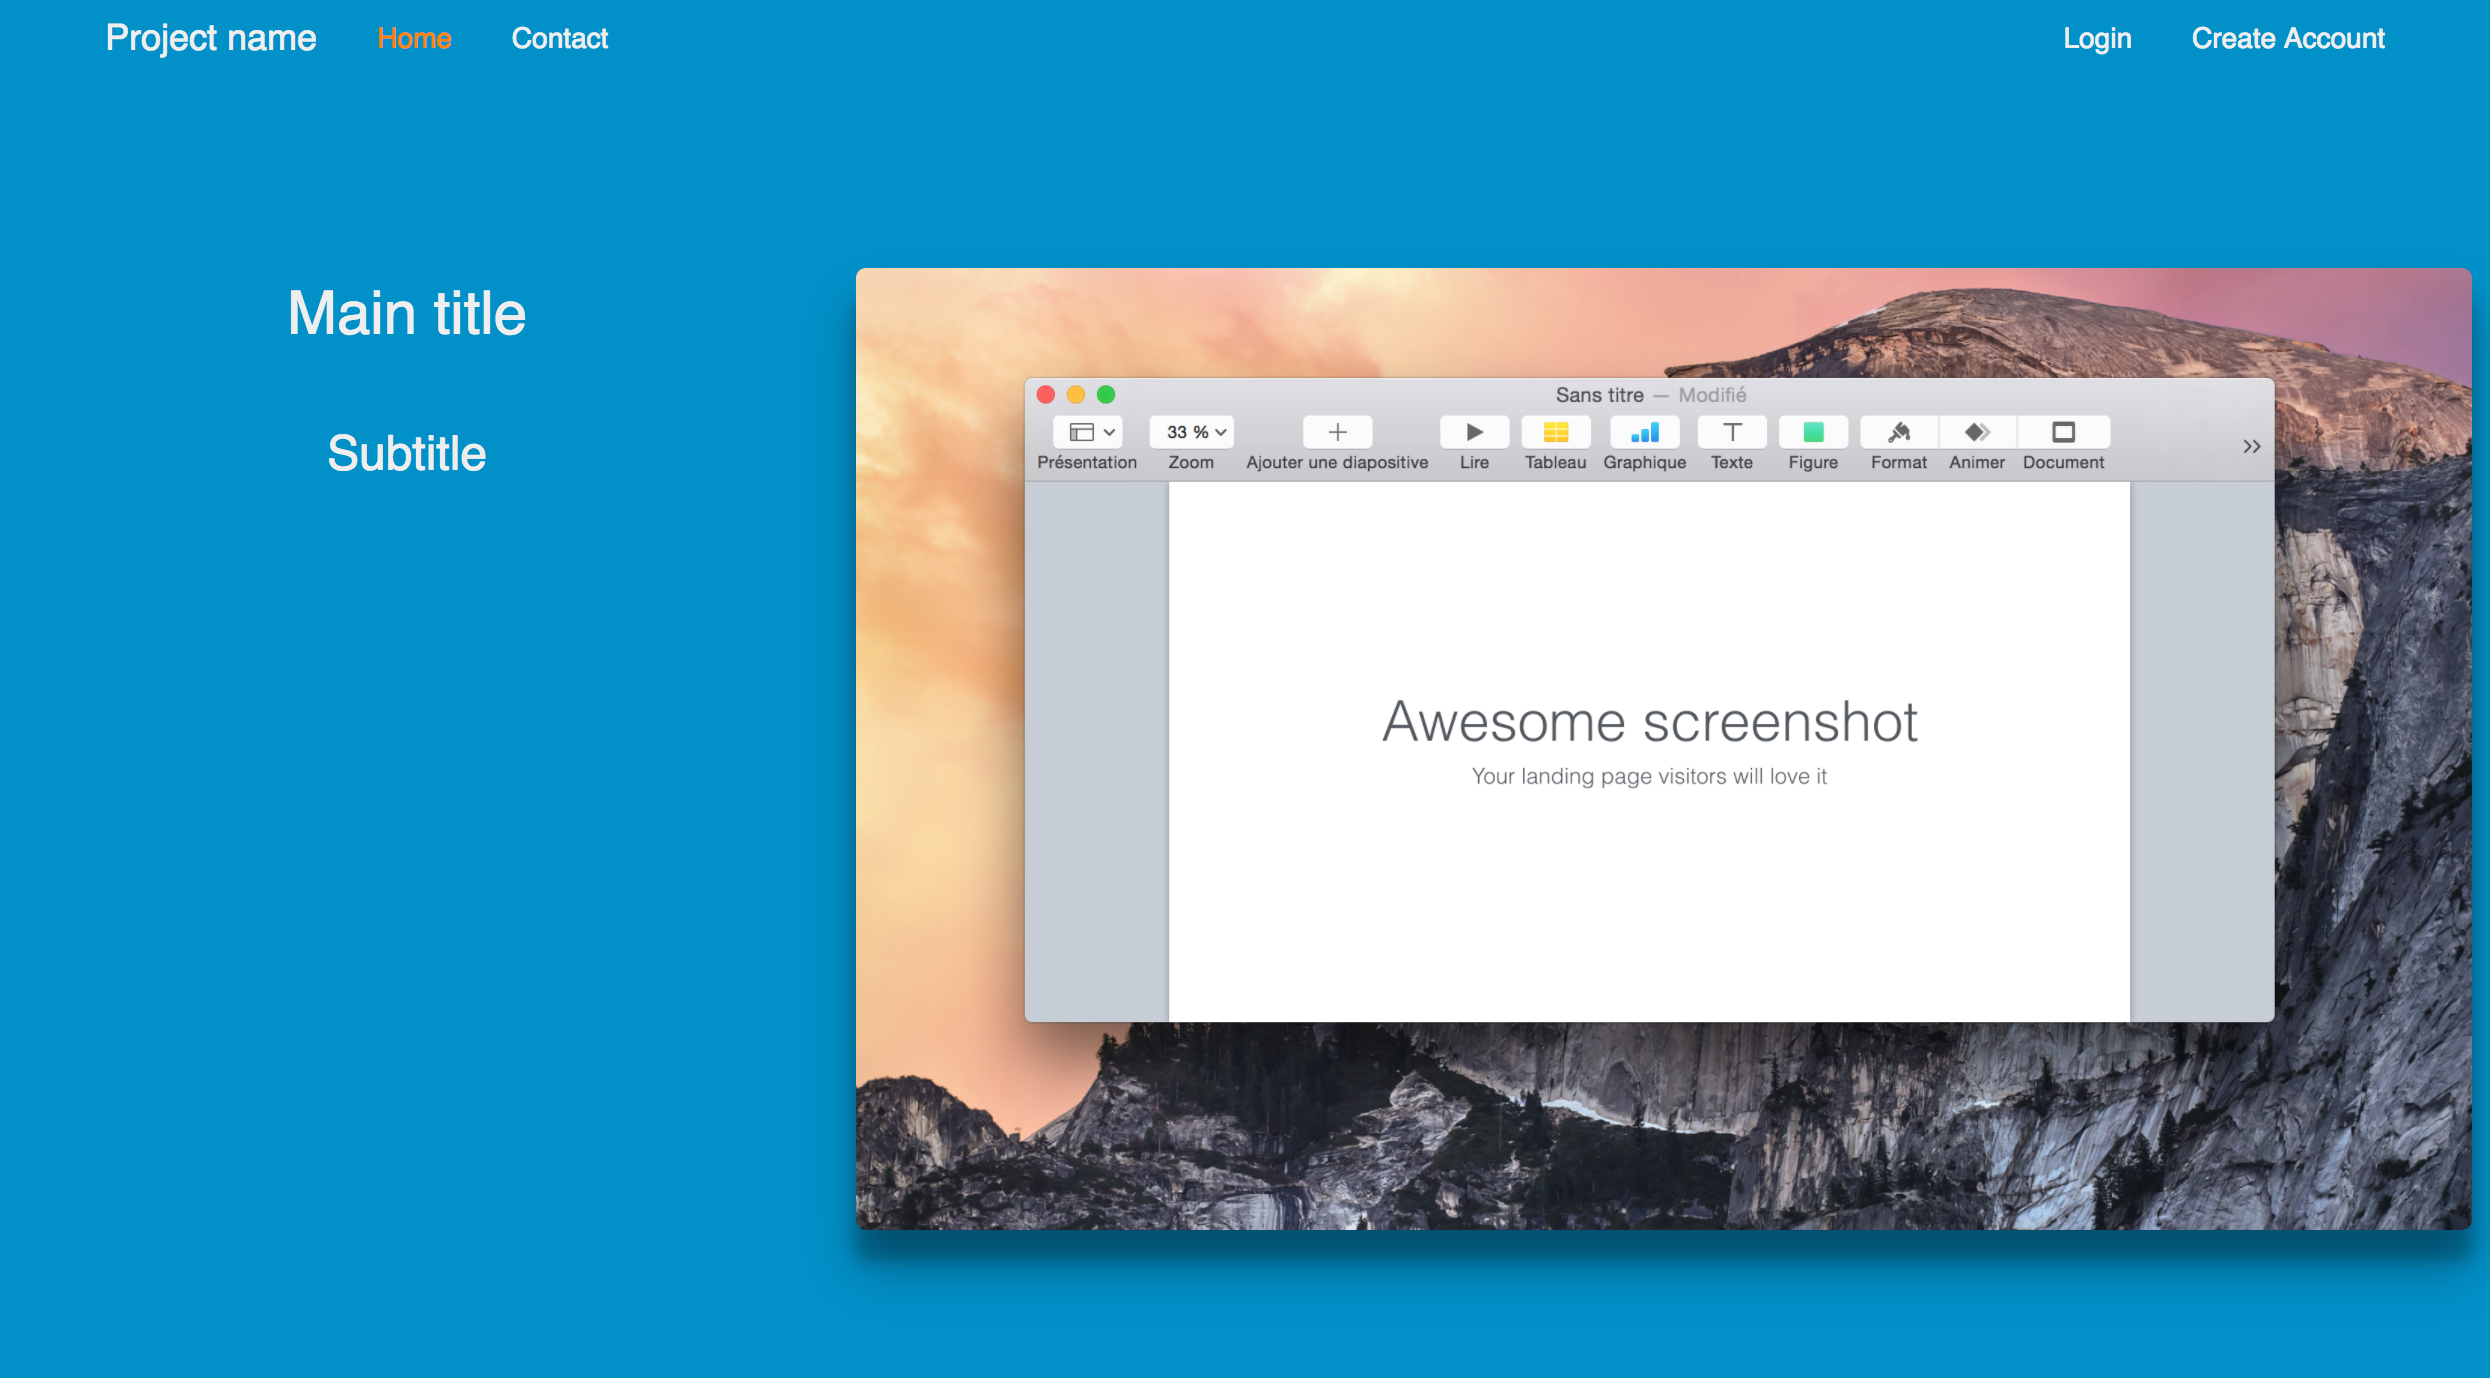 Project name Home Contact Login Create Account
Main title
Subtitle
Sans titre — Modifié
33 %
Présentation Zoom Ajouter une diapositive Lire Tableau Graphique Texte Figure Format Animer Document
Awesome screenshot
Your landing page visitors will love it